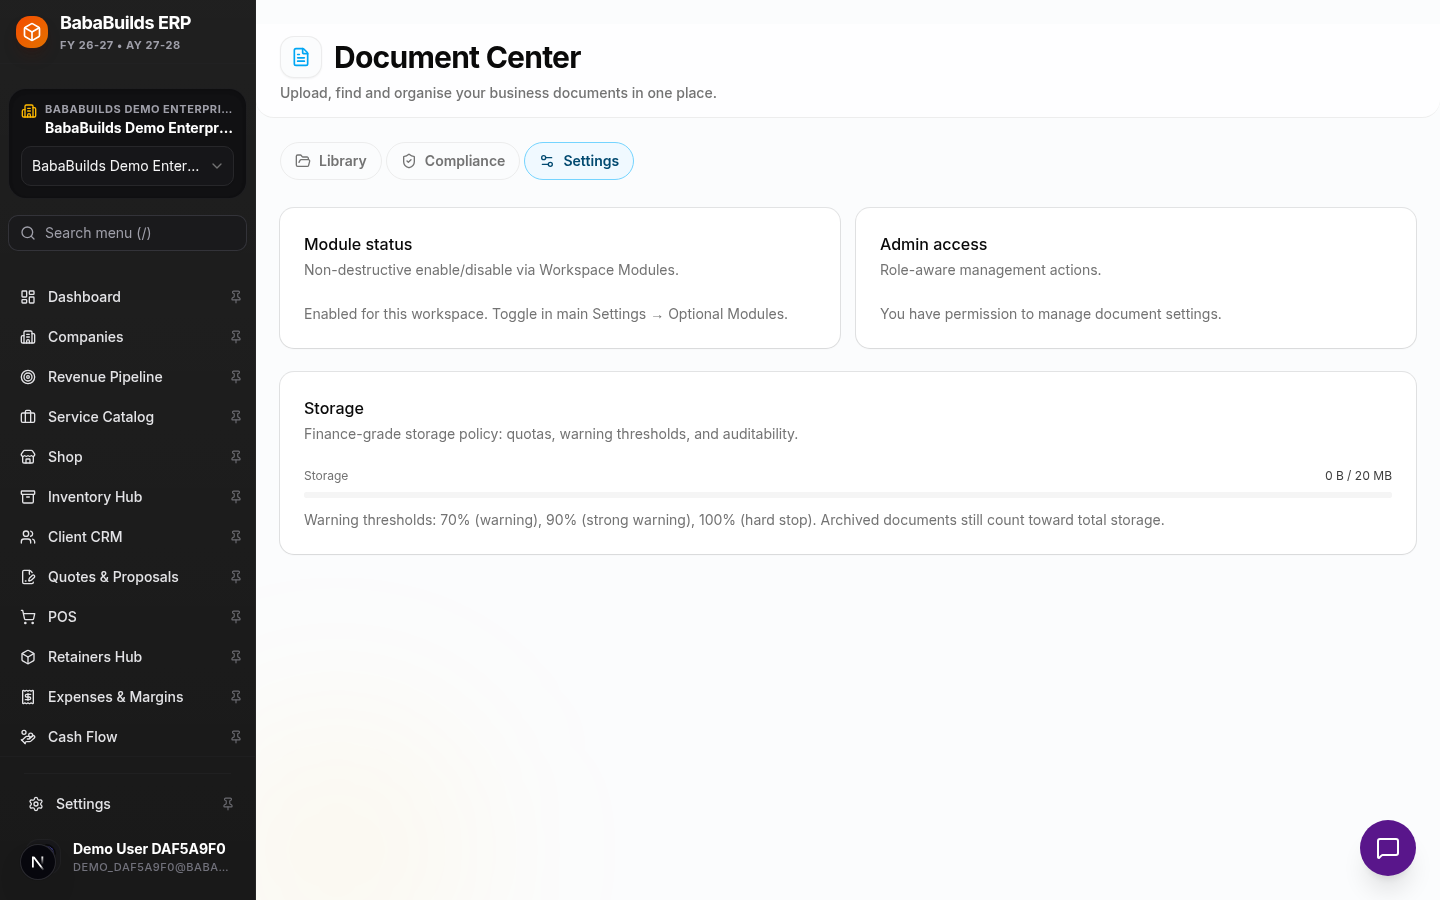 BabaBuilds ERP
FY 26-27 • AY 27-28
BABABUILDS DEMO ENTERPRI...
BabaBuilds Demo Enterpr...
BabaBuilds Demo Enter...
Search menu (/)
Dashboard
Companies
Revenue Pipeline
Service Catalog
Shop
Inventory Hub
Client CRM
Quotes & Proposals
POS
Retainers Hub
Expenses & Margins
Cash Flow
Settings
N
Demo User DAF5A9F0
DEMO_DAF5A9F0@BABA...
Document Center
Upload, find and organise your business documents in one place.
Library
Compliance
Settings
Module status
Non-destructive enable/disable via Workspace Modules.
Enabled for this workspace. Toggle in main Settings → Optional Modules.
Admin access
Role-aware management actions.
You have permission to manage document settings.
Storage
Finance-grade storage policy: quotas, warning thresholds, and auditability.
Storage
0 B / 20 MB
Warning thresholds: 70% (warning), 90% (strong warning), 100% (hard stop). Archived documents still count toward total storage.